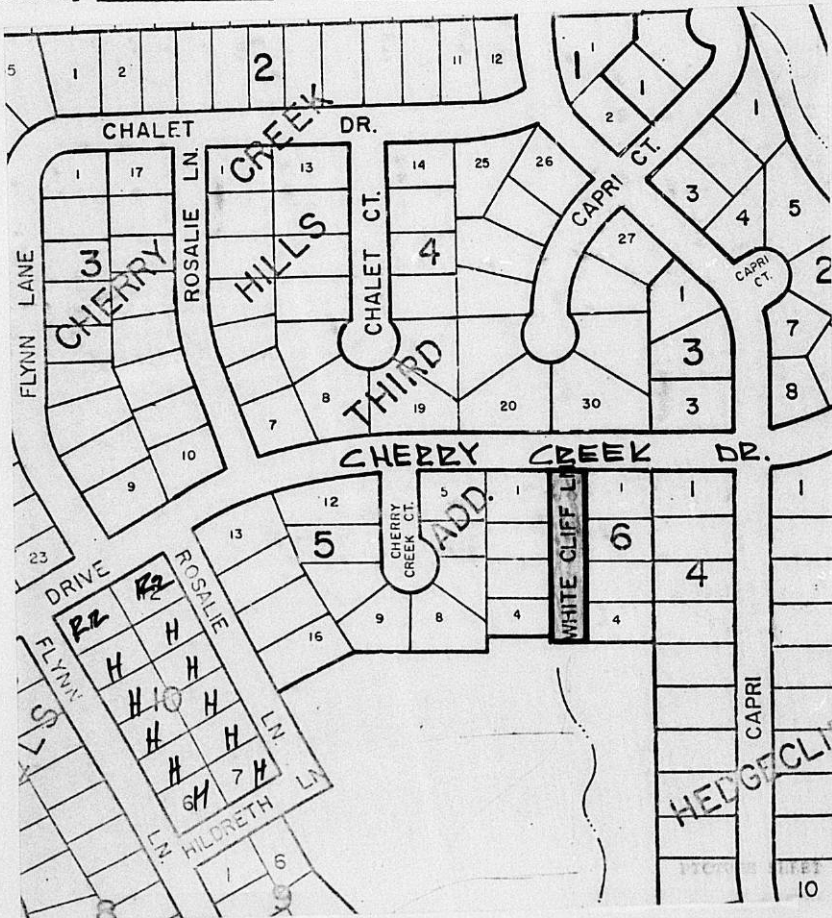 5
1
2
2
11
12
1
1
1
2
1
CHALET DR.
CREEK
1
17
ROSALIE LN.
1
13
14
25
26
CAPRI CT.
3
4
5
FLYNN LANE
3
CHERRY
HILLS
CHALET CT.
4
27
CAPRI
CT.
2
1
7
3
8
THIRD
7
8
19
20
30
3
9
10
CHERRY CREEK DR.
12
5
1
1
1
1
13
5
CHERRY
CREEK CT.
ADD.
WHITE CLIFF LN
6
4
23
DRIVE
ROSALIE
16
9
8
4
4
R2
R2
FLYNN
H
H
H
H
10
H
H
H
H
6
H
7
H
LN.
HILDRETH LN
LN.
CAPRI
1
6
10